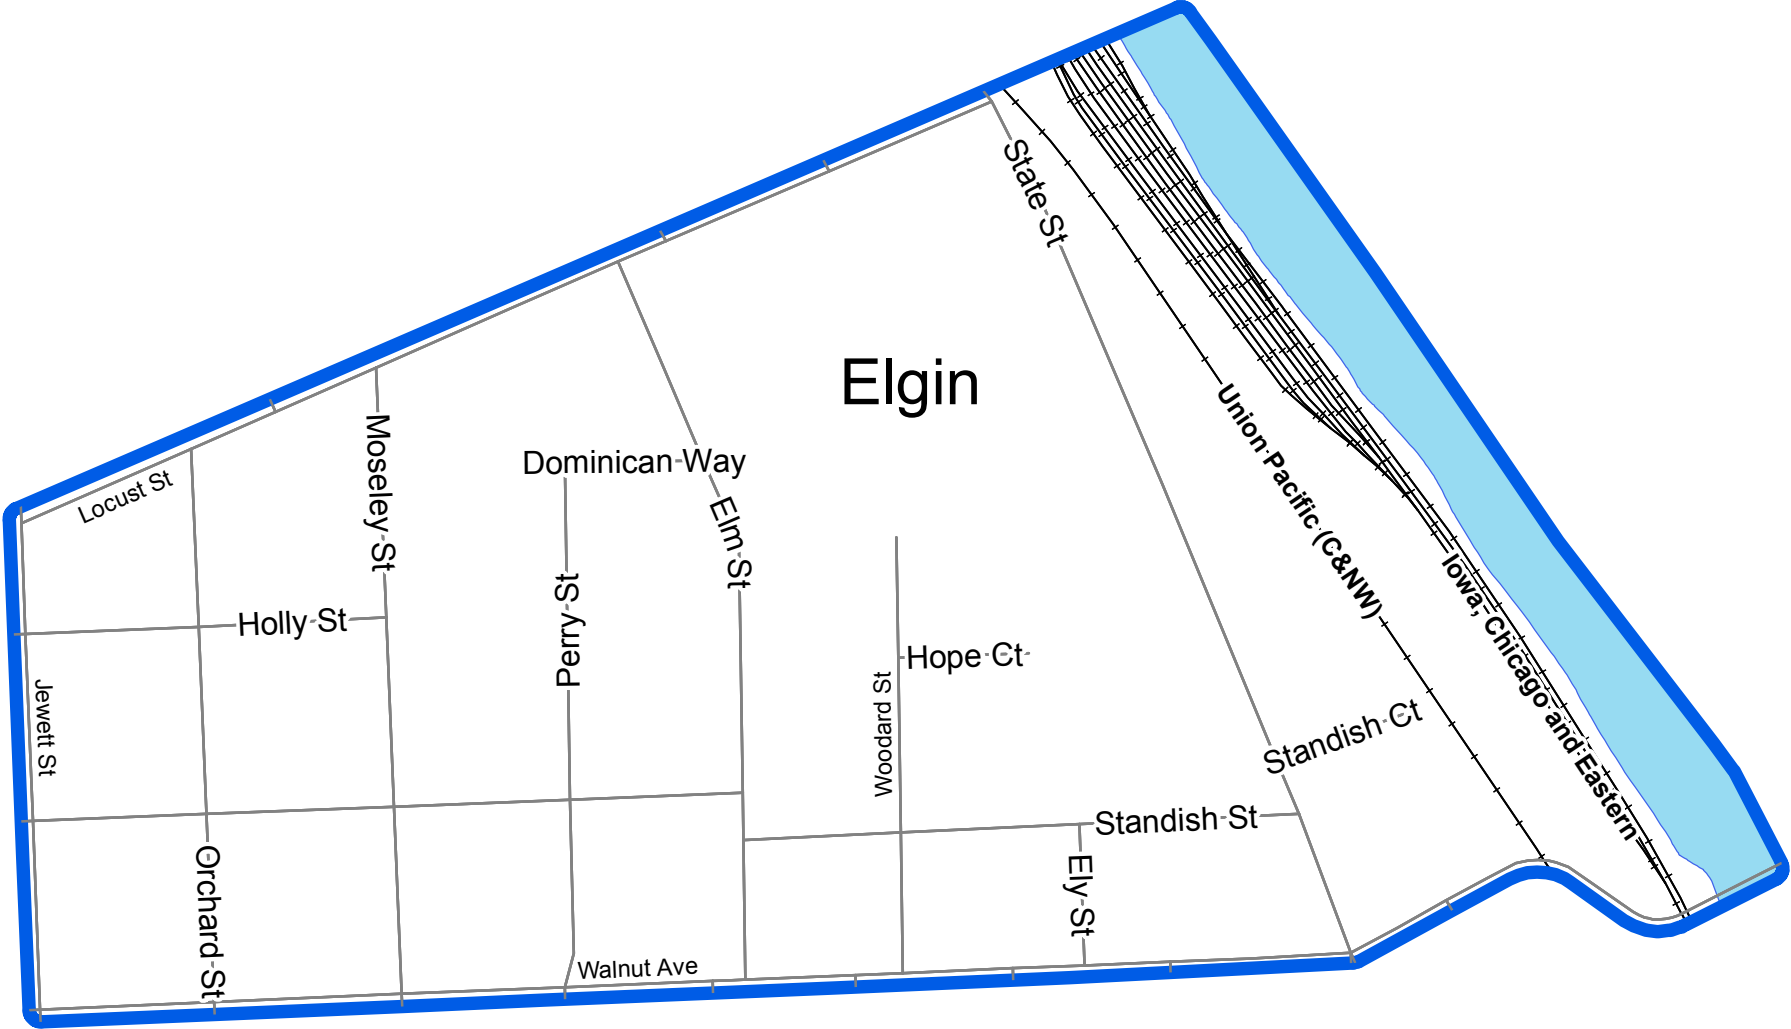 State St
Elgin
Union Pacific (C&NW)
Moseley St
Dominican Way
Locust St
Elm St
Iowa, Chicago and Eastern
Perry St
Holly St
Hope Ct
Jewett St
Woodard St
Standish Ct
Standish St
Orchard St
Ely St
Walnut Ave